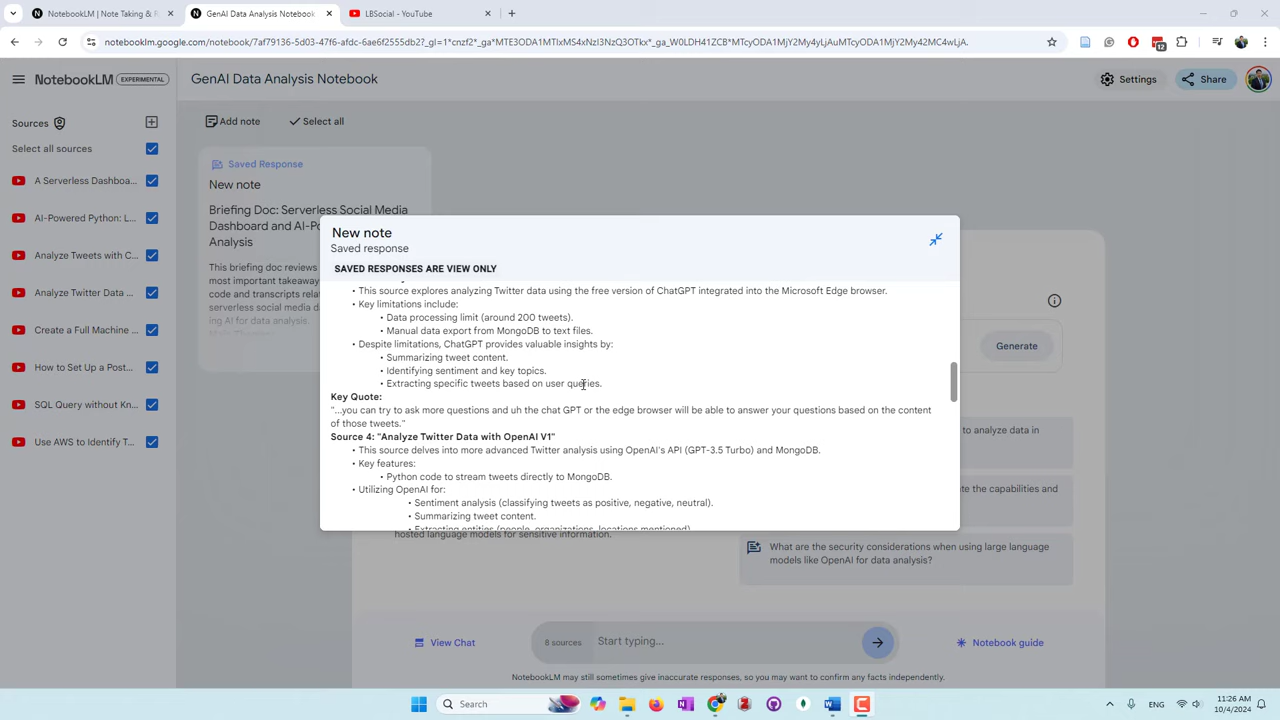 NotebookLM | Note Taking & R
GenAI Data Analysis Notebook
LBSocial - YouTube
notebooklm.google.com/notebook/7af79136-5d03-47f6-afdc-6ae6f2555db2?_gl=1*cnzf2*_ga*MTE3ODA1MTIxMS4xNzI3NzQ3OTkx*_ga_W0LDH41ZCB*MTcyODA1MjY2My4yLjAuMTcyODA1MjY2My42MC4wLjA.
12
NotebookLM
EXPERIMENTAL
GenAI Data Analysis Notebook
Settings
Share
Sources
Add note
Select all
Select all sources
A Serverless Dashboa...
AI-Powered Python: L...
Analyze Tweets with C...
Analyze Twitter Data ...
Create a Full Machine ...
How to Set Up a Post...
SQL Query without Kn...
Use AWS to Identify T...
Saved Response
New note
Briefing Doc: Serverless Social Media
Dashboard and AI-Po
Analysis
This briefing doc reviews
most important takeaway
code and transcripts rela
serverless social media d
AI for data analysis.
New note
Saved response
SAVED RESPONSES ARE VIEW ONLY
• This source explores analyzing Twitter data using the free version of ChatGPT integrated into the Microsoft Edge browser.
• Key limitations include:
• Data processing limit (around 200 tweets).
• Manual data export from MongoDB to text files.
• Despite limitations, ChatGPT provides valuable insights by:
• Summarizing tweet content.
• Identifying sentiment and key topics.
• Extracting specific tweets based on user queries.
Key Quote:
"...you can try to ask more questions and uh the chat GPT or the edge browser will be able to answer your questions based on the content
of those tweets."
Source 4: "Analyze Twitter Data with OpenAI V1"
• This source delves into more advanced Twitter analysis using OpenAI's API (GPT-3.5 Turbo) and MongoDB.
• Key features:
• Python code to stream tweets directly to MongoDB.
• Utilizing OpenAI for:
• Sentiment analysis (classifying tweets as positive, negative, neutral).
• Summarizing tweet content.
• Extracting entities (people, organizations, locations mentioned).
Generate
to analyze data in
te the capabilities and
hosted language models for sensitive information.
What are the security considerations when using large language
models like OpenAI for data analysis?
View Chat
8 sources
Start typing...
Notebook guide
NotebookLM may still sometimes give inaccurate responses, so you may want to confirm any facts independently.
Search
ENG
11:26 AM
10/4/2024